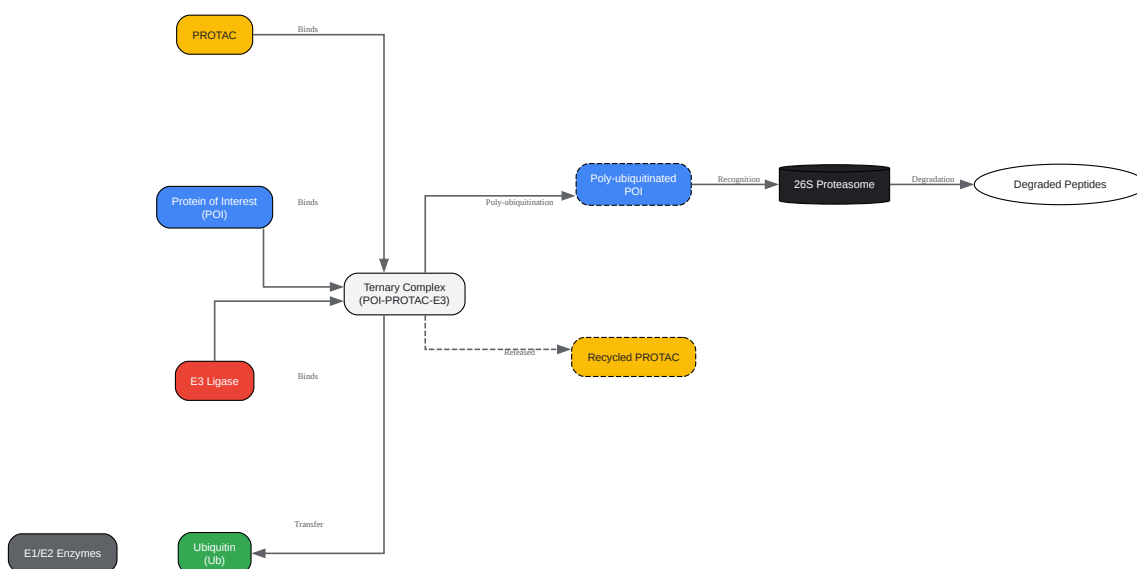 PROTAC
Binds
Protein of Interest
(POI)
Binds
Poly-ubiquitinated
POI
Poly-ubiquitination
Recognition
26S Proteasome
Degradation
Degraded Peptides
Ternary Complex
(POI-PROTAC-E3)
Released
Recycled PROTAC
E3 Ligase
Binds
Transfer
E1/E2 Enzymes
Ubiquitin
(Ub)